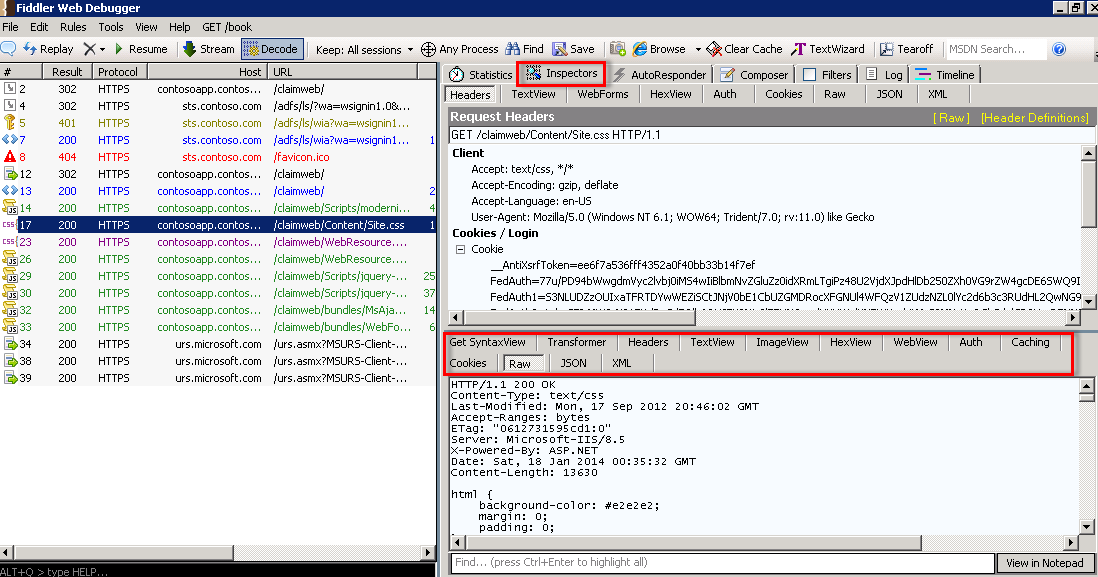 Fiddler Web Debugger
File Edit Rules Tools View Help GET /book
Replay Resume Stream Decode Keep: All sessions Any Process Find Save Browse Clear Cache TextWizard Tearoff MSDN Search...
# Result Protocol Host URL
2 302 HTTPS contosoapp.contos... /claimweb/
4 302 HTTPS sts.contoso.com /adfs/ls/?wa=wsignin1.0&...
5 401 HTTPS sts.contoso.com /adfs/ls/wia?wa=wsignin1...
7 200 HTTPS sts.contoso.com /adfs/ls/wia?wa=wsignin1... 1
8 404 HTTPS sts.contoso.com /favicon.ico
12 302 HTTPS contosoapp.contos... /claimweb/
13 200 HTTPS contosoapp.contos... /claimweb/ 2
14 200 HTTPS contosoapp.contos... /claimweb/Scripts/moderni... 4
17 200 HTTPS contosoapp.contos... /claimweb/Content/Site.css 1
23 200 HTTPS contosoapp.contos... /claimweb/WebResource....
26 200 HTTPS contosoapp.contos... /claimweb/WebResource....
29 200 HTTPS contosoapp.contos... /claimweb/Scripts/jquery-... 25
30 200 HTTPS contosoapp.contos... /claimweb/Scripts/jquery-... 37
32 200 HTTPS contosoapp.contos... /claimweb/bundles/MsAja... 14
33 200 HTTPS contosoapp.contos... /claimweb/bundles/WebFo... 6
34 200 HTTPS urs.microsoft.com /urs.asmx?MSURS-Client-...
38 200 HTTPS urs.microsoft.com /urs.asmx?MSURS-Client-...
39 200 HTTPS urs.microsoft.com /urs.asmx?MSURS-Client-...
ALT+Q > type HELP...
Statistics Inspectors AutoResponder Composer Filters Log Timeline
Headers TextView WebForms HexView Auth Cookies Raw JSON XML
Request Headers [ Raw ] [Header Definitions]
GET /claimweb/Content/Site.css HTTP/1.1
Client
Accept: text/css, */*
Accept-Encoding: gzip, deflate
Accept-Language: en-US
User-Agent: Mozilla/5.0 (Windows NT 6.1; WOW64; Trident/7.0; rv:11.0) like Gecko
Cookies / Login
Cookie
__AntiXsrfToken=ee6f7a536fff4352a0f40bb33b14f7ef
Get SyntaxView Transformer Headers TextView ImageView HexView WebView Auth Caching
Cookies Raw JSON XML
HTTP/1.1 200 OK
Content-Type: text/css
Last-Modified: Mon, 17 Sep 2012 20:46:02 GMT
Accept-Ranges: bytes
ETag: "0612731595cd1:0"
Server: Microsoft-IIS/8.5
X-Powered-By: ASP.NET
Date: Sat, 18 Jan 2014 00:35:32 GMT
Content-Length: 13630
html {
background-color: #e2e2e2;
margin: 0;
padding: 0;
Find... (press Ctrl+Enter to highlight all) View in Notepad